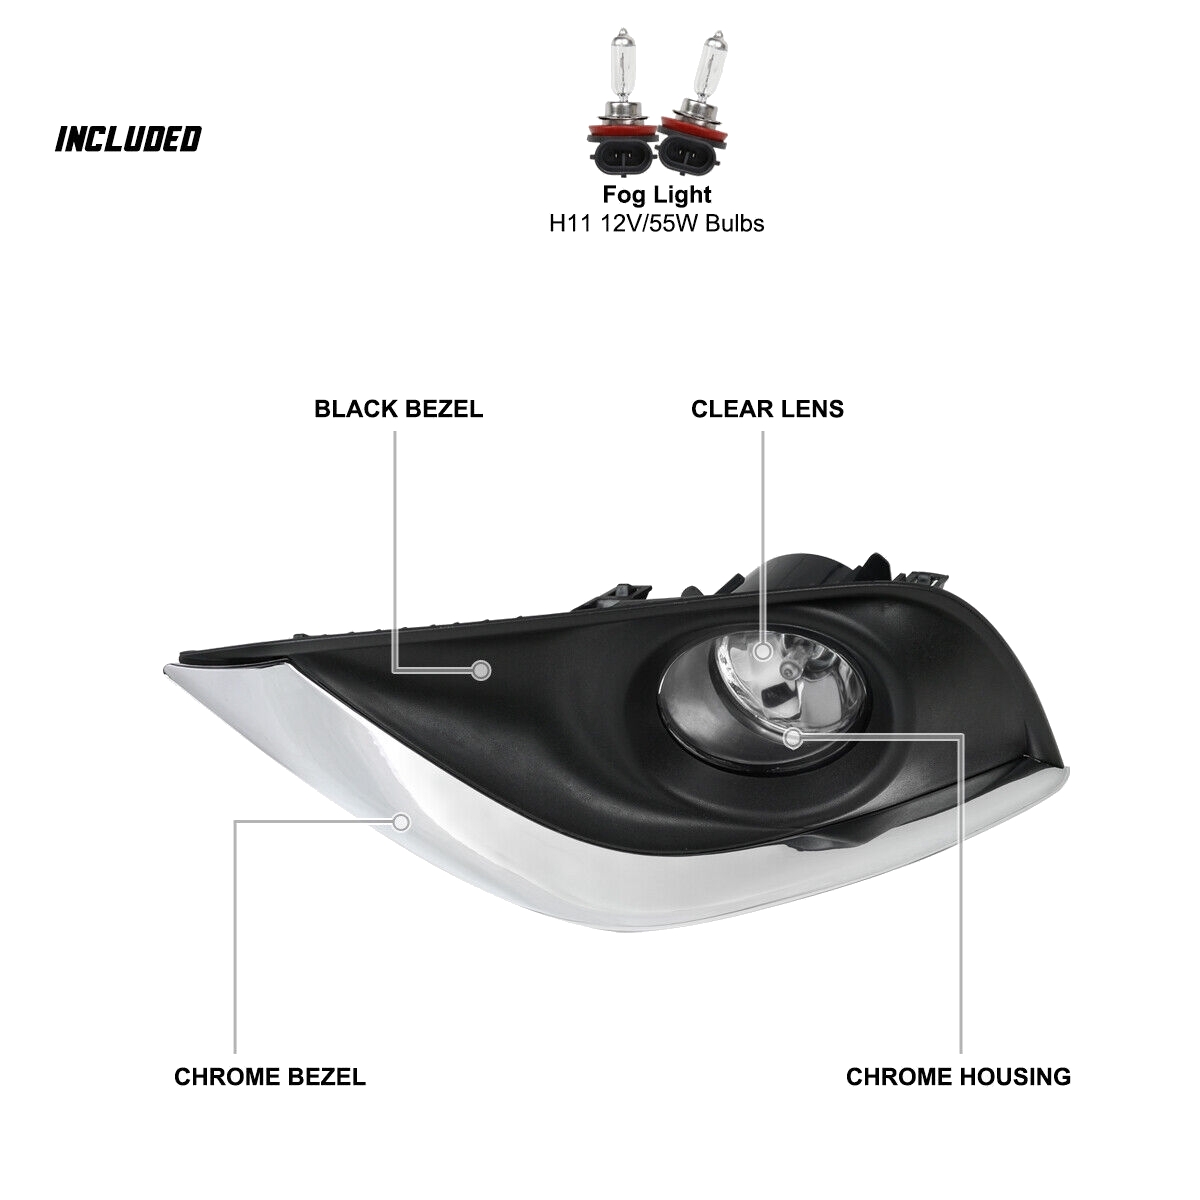 INCLUDED
Fog Light
H11 12V/55W Bulbs
BLACK BEZEL
CLEAR LENS
CHROME BEZEL
CHROME HOUSING